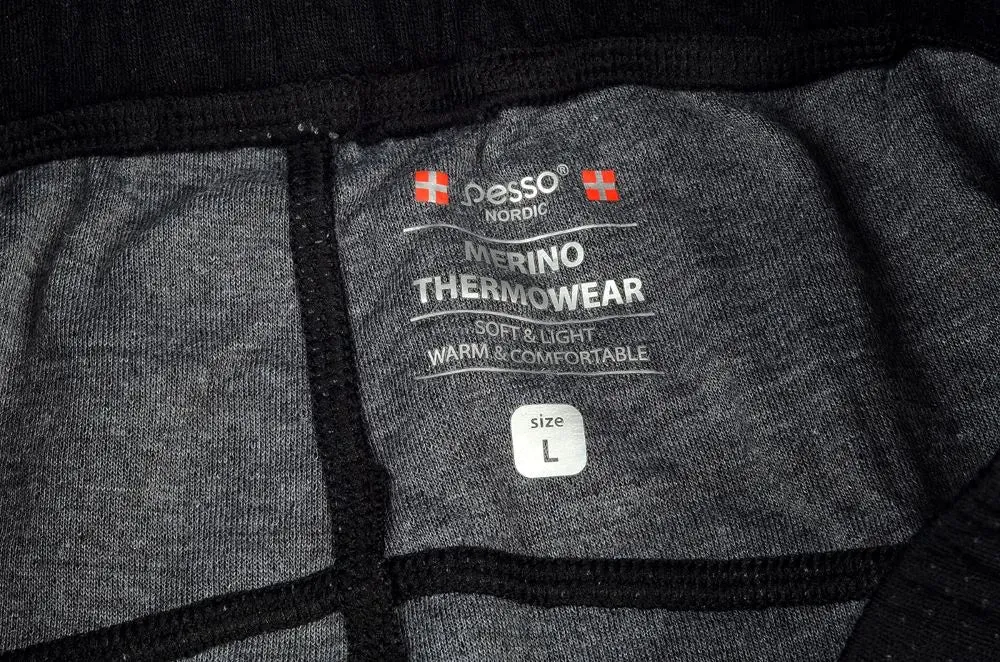 pesso®
NORDIC
MERINO
THERMOWEAR
SOFT & LIGHT
WARM & COMFORTABLE
size
L